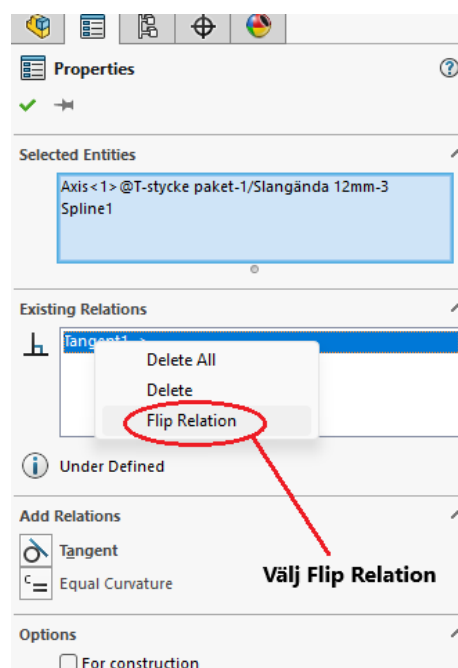 Properties
Selected Entities
Axis<1>@T-stycke paket-1/Slangända 12mm-3
Spline1
Existing Relations
Tangent1
Delete All
Delete
Flip Relation
Under Defined
Add Relations
Tangent
Equal Curvature
Välj Flip Relation
Options
For construction